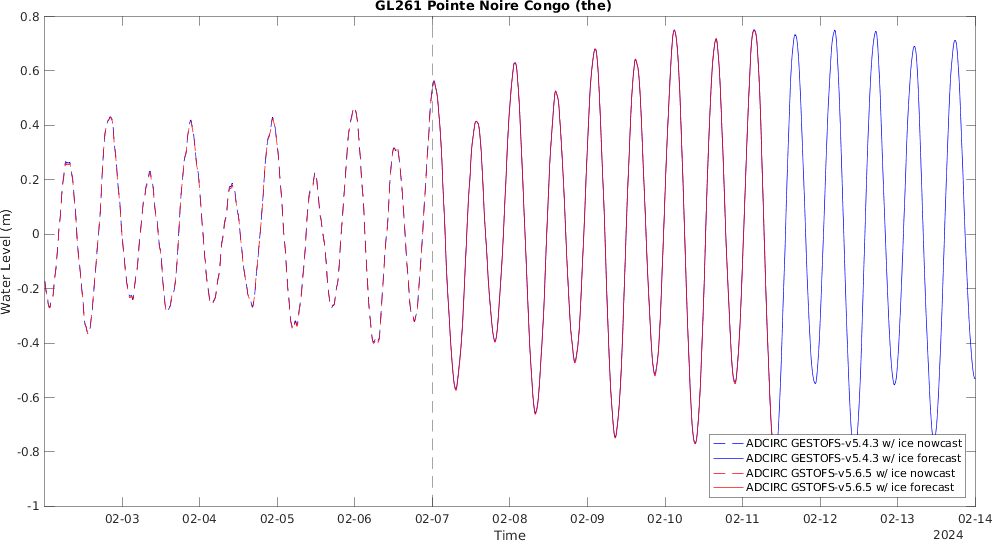 GL261 Pointe Noire Congo (the)
0.8
0.6
0.4
0.2
0
-0.2
-0.4
-0.6
-0.8
-1
Water Level (m)
ADCIRC GESTOFS-v5.4.3 w/ ice nowcast
ADCIRC GESTOFS-v5.4.3 w/ ice forecast
ADCIRC GSTOFS-v5.6.5 w/ ice nowcast
ADCIRC GSTOFS-v5.6.5 w/ ice forecast
02-03 02-04 02-05 02-06 02-07 02-08 02-09 02-10 02-11 02-12 02-13 02-14
Time
2024